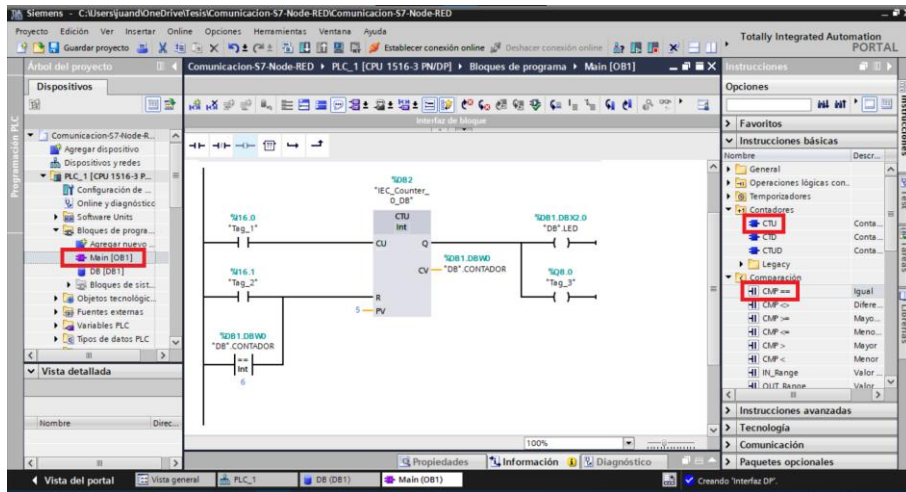 Siemens - C:\Users\juand\OneDrive\Tesis\Comunicacion-S7-Node-RED\Comunicacion-S7-Node-RED
Proyecto Edición Ver Insertar Online Opciones Herramientas Ventana Ayuda
Totally Integrated Automation
PORTAL
Guardar proyecto
Establecer conexión online
Deshacer conexión online
Árbol del proyecto
Comunicacion-S7-Node-RED ▸ PLC_1 [CPU 1516-3 PN/DP] ▸ Bloques de programa ▸ Main [OB1]
Instrucciones
Dispositivos
Opciones
Programación PLC
Comunicacion-S7-Node-R...
Agregar dispositivo
Dispositivos y redes
PLC_1 [CPU 1516-3 P...
Configuración de ...
Online y diagnóstico
Software Units
Bloques de progra...
Agregar nuevo ...
Main [OB1]
DB [DB1]
Bloques de sist...
Objetos tecnológic...
Fuentes externas
Variables PLC
Tipos de datos PLC
Vista detallada
Nombre Direc...
Interfaz de bloque
%DB2
"IEC_Counter_
0_DB"
CTU
Int
%I16.0
"Tag_1"
CU Q
%DB1.DBX2.0
"DB".LED
%DB1.DBW0
CV "DB".CONTADOR
%I16.1
"Tag_2"
%Q8.0
"Tag_3"
R
5 PV
%DB1.DBW0
"DB".CONTADOR
==
Int
6
100%
Propiedades Información Diagnóstico
Favoritos
Instrucciones básicas
Nombre Descr...
General
Operaciones lógicas con...
Temporizadores
Contadores
CTU Conta...
CTD Conta...
CTUD Conta...
Legacy
Comparación
CMP == Igual
CMP <> Difere...
CMP >= Mayo...
CMP <= Meno...
CMP > Mayor
CMP < Menor
IN_Range Valor ...
OUT_Range Valor
Instrucciones avanzadas
Tecnología
Comunicación
Paquetes opcionales
Instrucciones
Test
Tareas
Librerías
Vista del portal
Vista general
PLC_1
DB (DB1)
Main (OB1)
Creando 'Interfaz DP'.